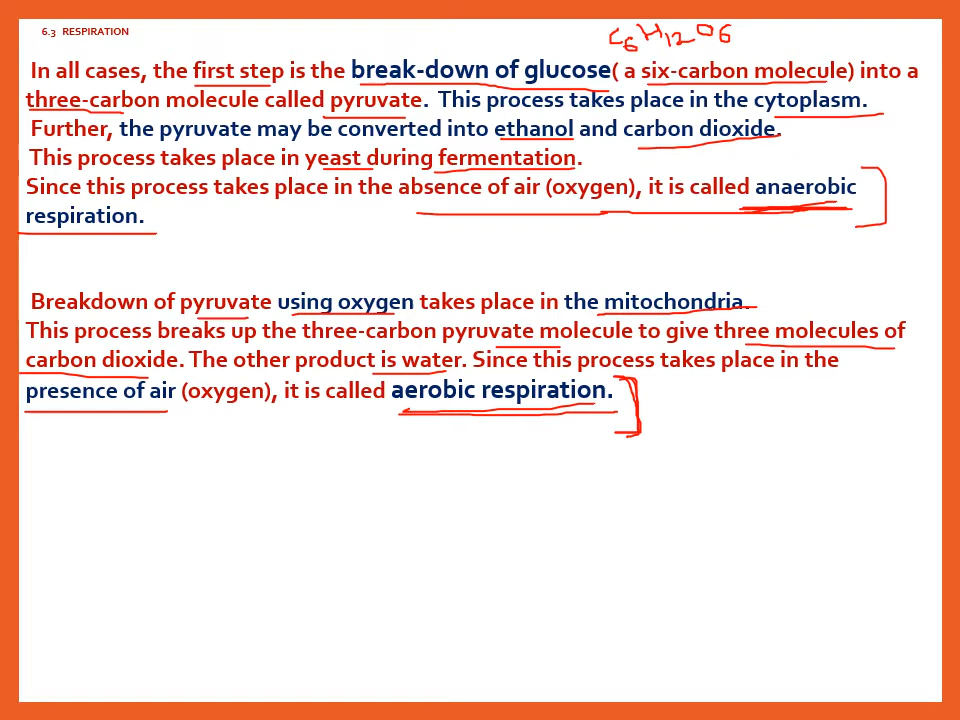 6.3 RESPIRATION
C6H12O6
In all cases, the first step is the break-down of glucose( a six-carbon molecule) into a
three-carbon molecule called pyruvate. This process takes place in the cytoplasm.
Further, the pyruvate may be converted into ethanol and carbon dioxide.
This process takes place in yeast during fermentation.
Since this process takes place in the absence of air (oxygen), it is called anaerobic
respiration.
Breakdown of pyruvate using oxygen takes place in the mitochondria.
This process breaks up the three-carbon pyruvate molecule to give three molecules of
carbon dioxide. The other product is water. Since this process takes place in the
presence of air (oxygen), it is called aerobic respiration.